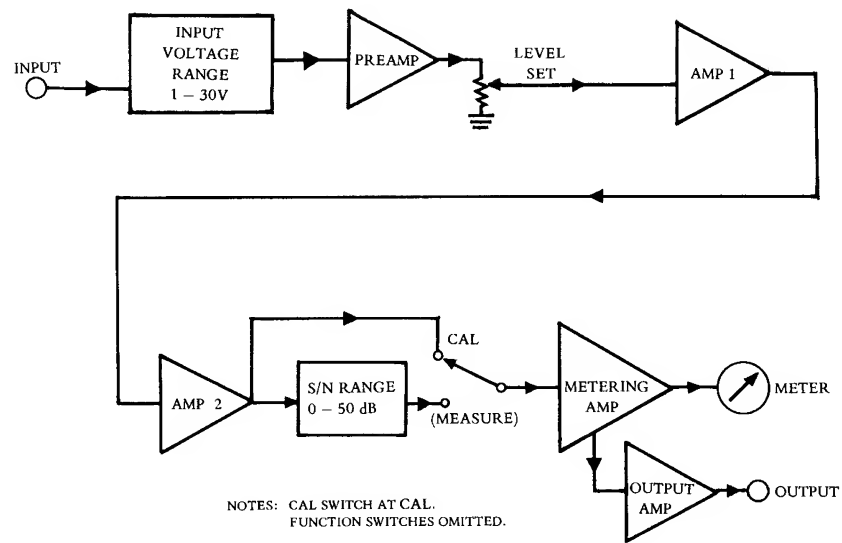 INPUT
INPUT
VOLTAGE
RANGE
1 – 30V
PREAMP
LEVEL
SET
AMP 1
AMP 2
S/N RANGE
0 – 50 dB
CAL
(MEASURE)
METERING
AMP
METER
OUTPUT
AMP
OUTPUT
NOTES: CAL SWITCH AT CAL.
FUNCTION SWITCHES OMITTED.